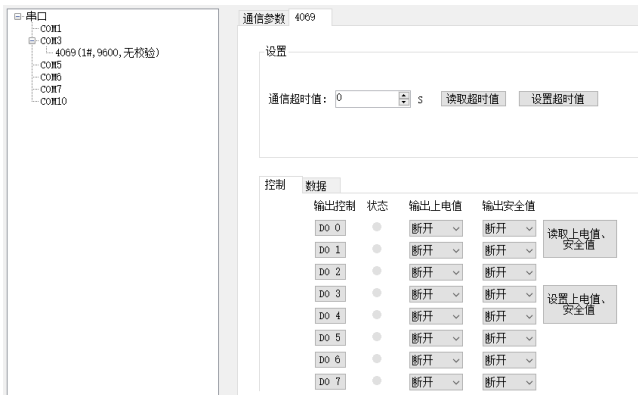 串口
COM1
COM3
4069(1#,9600,无校验)
COM5
COM6
COM7
COM10
通信参数 4069
设置
通信超时值: 0 S 读取超时值 设置超时值
控制 数据
输出控制 状态 输出上电值 输出安全值
DO 0 断开 断开
读取上电值、
安全值
DO 1 断开 断开
DO 2 断开 断开
DO 3 断开 断开
设置上电值、
安全值
DO 4 断开 断开
DO 5 断开 断开
DO 6 断开 断开
DO 7 断开 断开